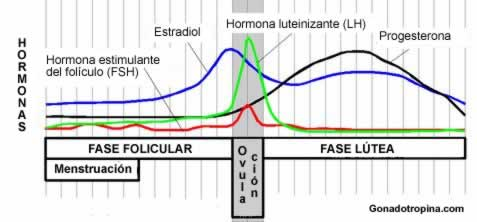 HORMONAS
Estradiol
Hormona luteinizante (LH)
Hormona estimulante
del folículo (FSH)
Progesterona
FASE FOLICULAR
Ovula
ción
FASE LÚTEA
Menstruación
Gonadotropina.com